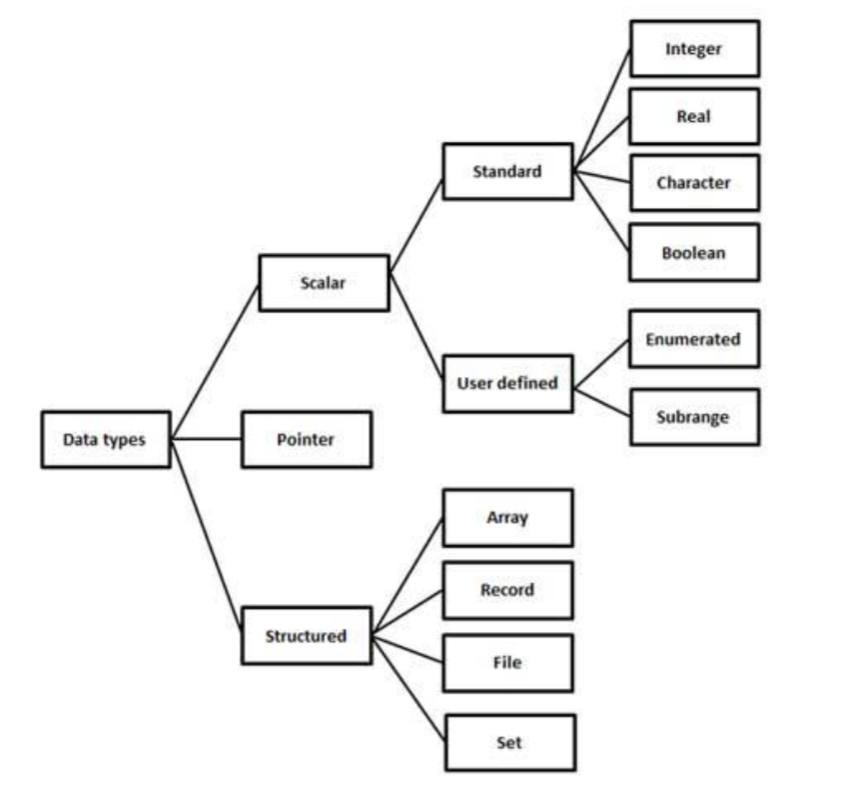 Integer
Real
Standard
Character
Boolean
Scalar
Enumerated
User defined
Subrange
Data types
Pointer
Array
Record
Structured
File
Set